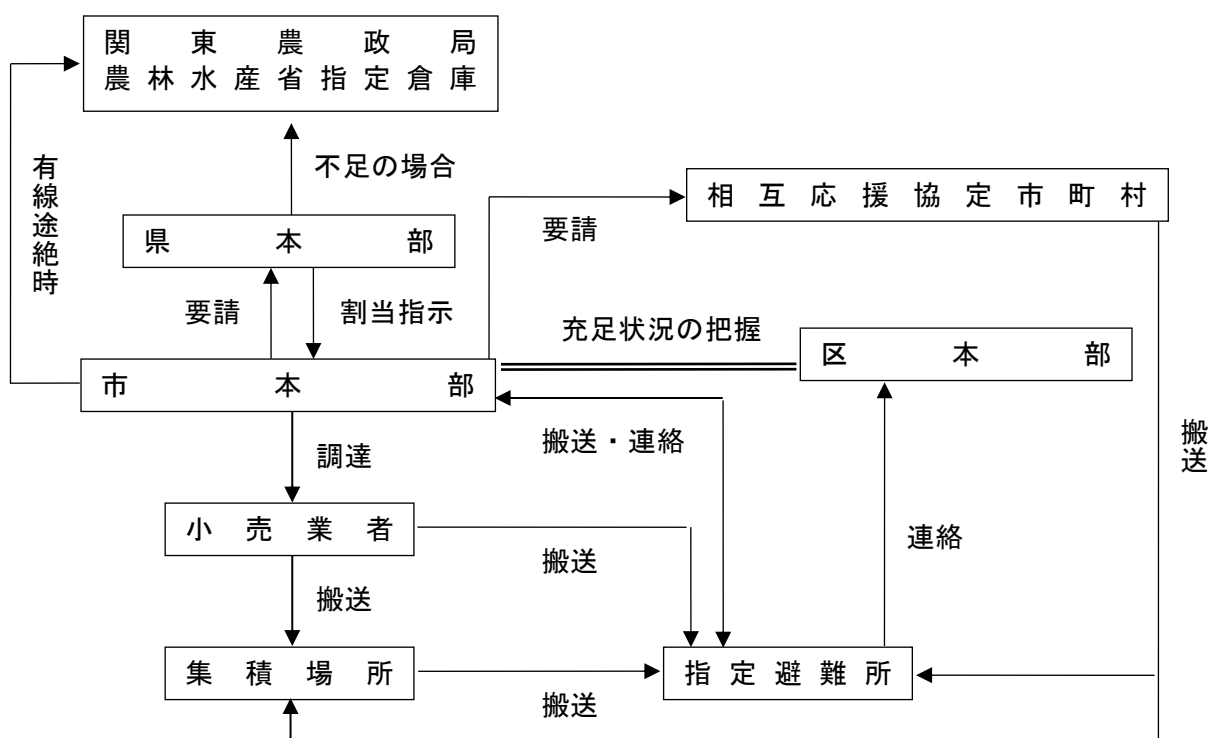 関東農政局
農林水産省指定倉庫
有線途絶時
不足の場合
相互応援協定市町村
県本部
要請
要請
割当指示
充足状況の把握
区本部
市本部
搬送・連絡
搬送
調達
小売業者
搬送
連絡
搬送
集積場所
指定避難所
搬送